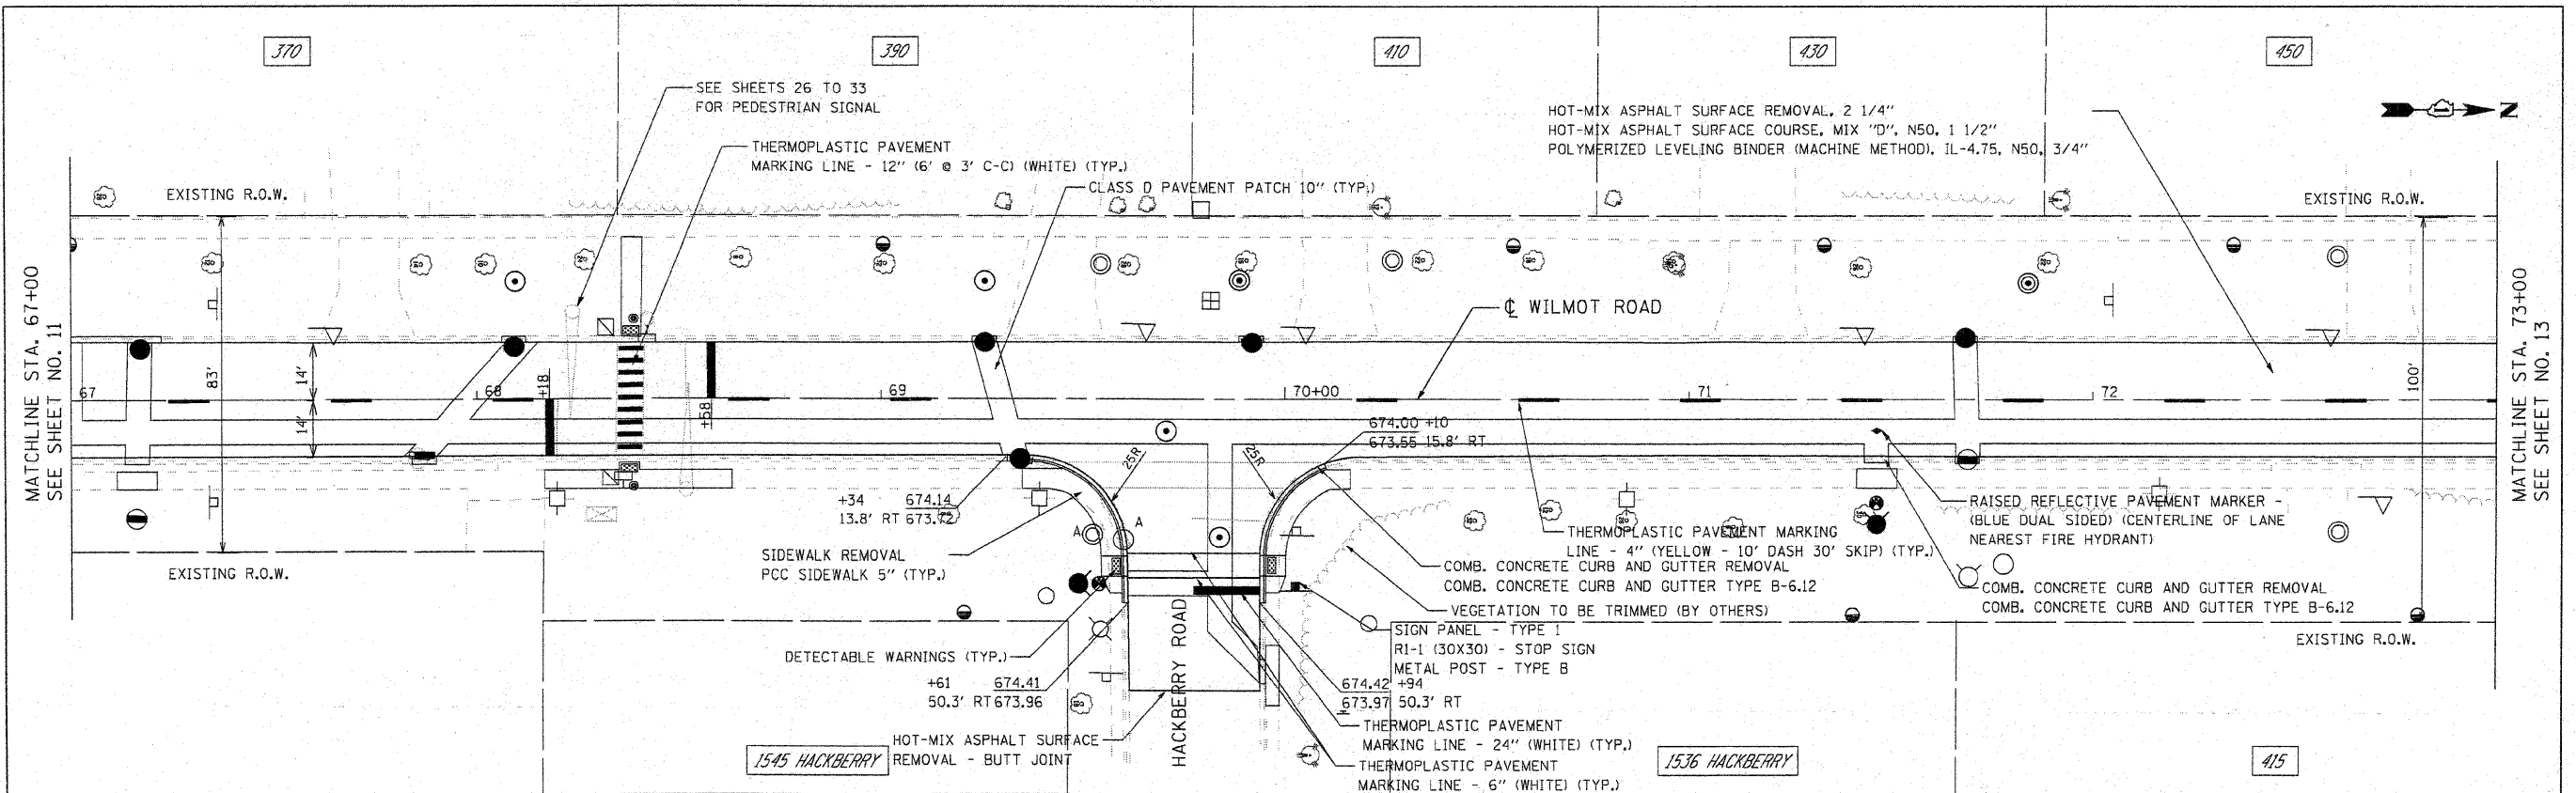 370
390
410
430
450
SEE SHEETS 26 TO 33
FOR PEDESTRIAN SIGNAL
THERMOPLASTIC PAVEMENT
MARKING LINE - 12" (6' @ 3' C-C) (WHITE) (TYP.)
CLASS D PAVEMENT PATCH 10" (TYP.)
HOT-MIX ASPHALT SURFACE REMOVAL, 2 1/4"
HOT-MIX ASPHALT SURFACE COURSE, MIX "D", N50, 1 1/2"
POLYMERIZED LEVELING BINDER (MACHINE METHOD), IL-4.75, N50, 3/4"
N
EXISTING R.O.W.
EXISTING R.O.W.
MATCHLINE STA. 67+00
SEE SHEET NO. 11
83'
14'
14'
℄ WILMOT ROAD
100'
MATCHLINE STA. 73+00
SEE SHEET NO. 13
67
68
+18
+58
69
70+00
71
72
674.00 +10
673.55 15.8' RT
25'R
25'R
+34 674.14
13.8' RT 673.72
A
A
SIDEWALK REMOVAL
PCC SIDEWALK 5" (TYP.)
EXISTING R.O.W.
THERMOPLASTIC PAVEMENT MARKING
LINE - 4" (YELLOW - 10' DASH 30' SKIP) (TYP.)
RAISED REFLECTIVE PAVEMENT MARKER -
(BLUE DUAL SIDED) (CENTERLINE OF LANE
NEAREST FIRE HYDRANT)
COMB. CONCRETE CURB AND GUTTER REMOVAL
COMB. CONCRETE CURB AND GUTTER TYPE B-6.12
COMB. CONCRETE CURB AND GUTTER REMOVAL
COMB. CONCRETE CURB AND GUTTER TYPE B-6.12
VEGETATION TO BE TRIMMED (BY OTHERS)
SIGN PANEL - TYPE 1
R1-1 (30X30) - STOP SIGN
METAL POST - TYPE B
EXISTING R.O.W.
DETECTABLE WARNINGS (TYP.)
+61 674.41
50.3' RT 673.96
HACKBERRY ROAD
674.42 +94
673.97 50.3' RT
HOT-MIX ASPHALT SURFACE
REMOVAL - BUTT JOINT
THERMOPLASTIC PAVEMENT
MARKING LINE - 24" (WHITE) (TYP.)
THERMOPLASTIC PAVEMENT
MARKING LINE - 6" (WHITE) (TYP.)
1545 HACKBERRY
1536 HACKBERRY
415